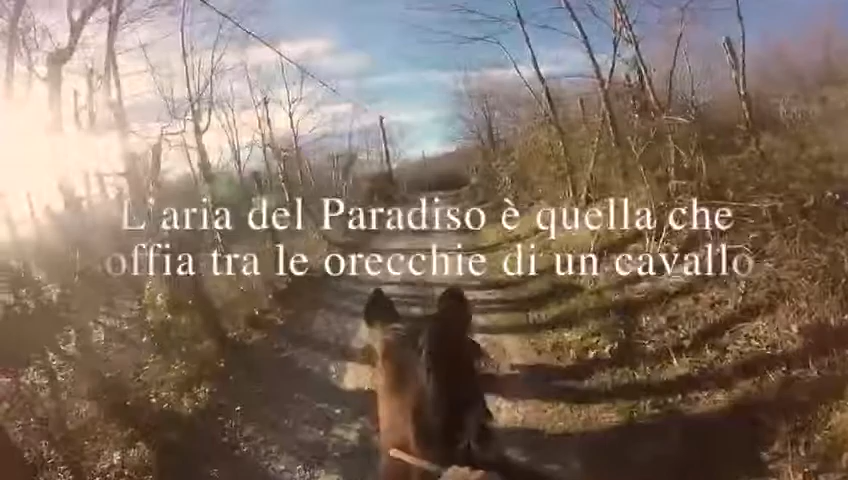 L'aria del Paradiso è quella che
offia tra le orecchie di un cavallo